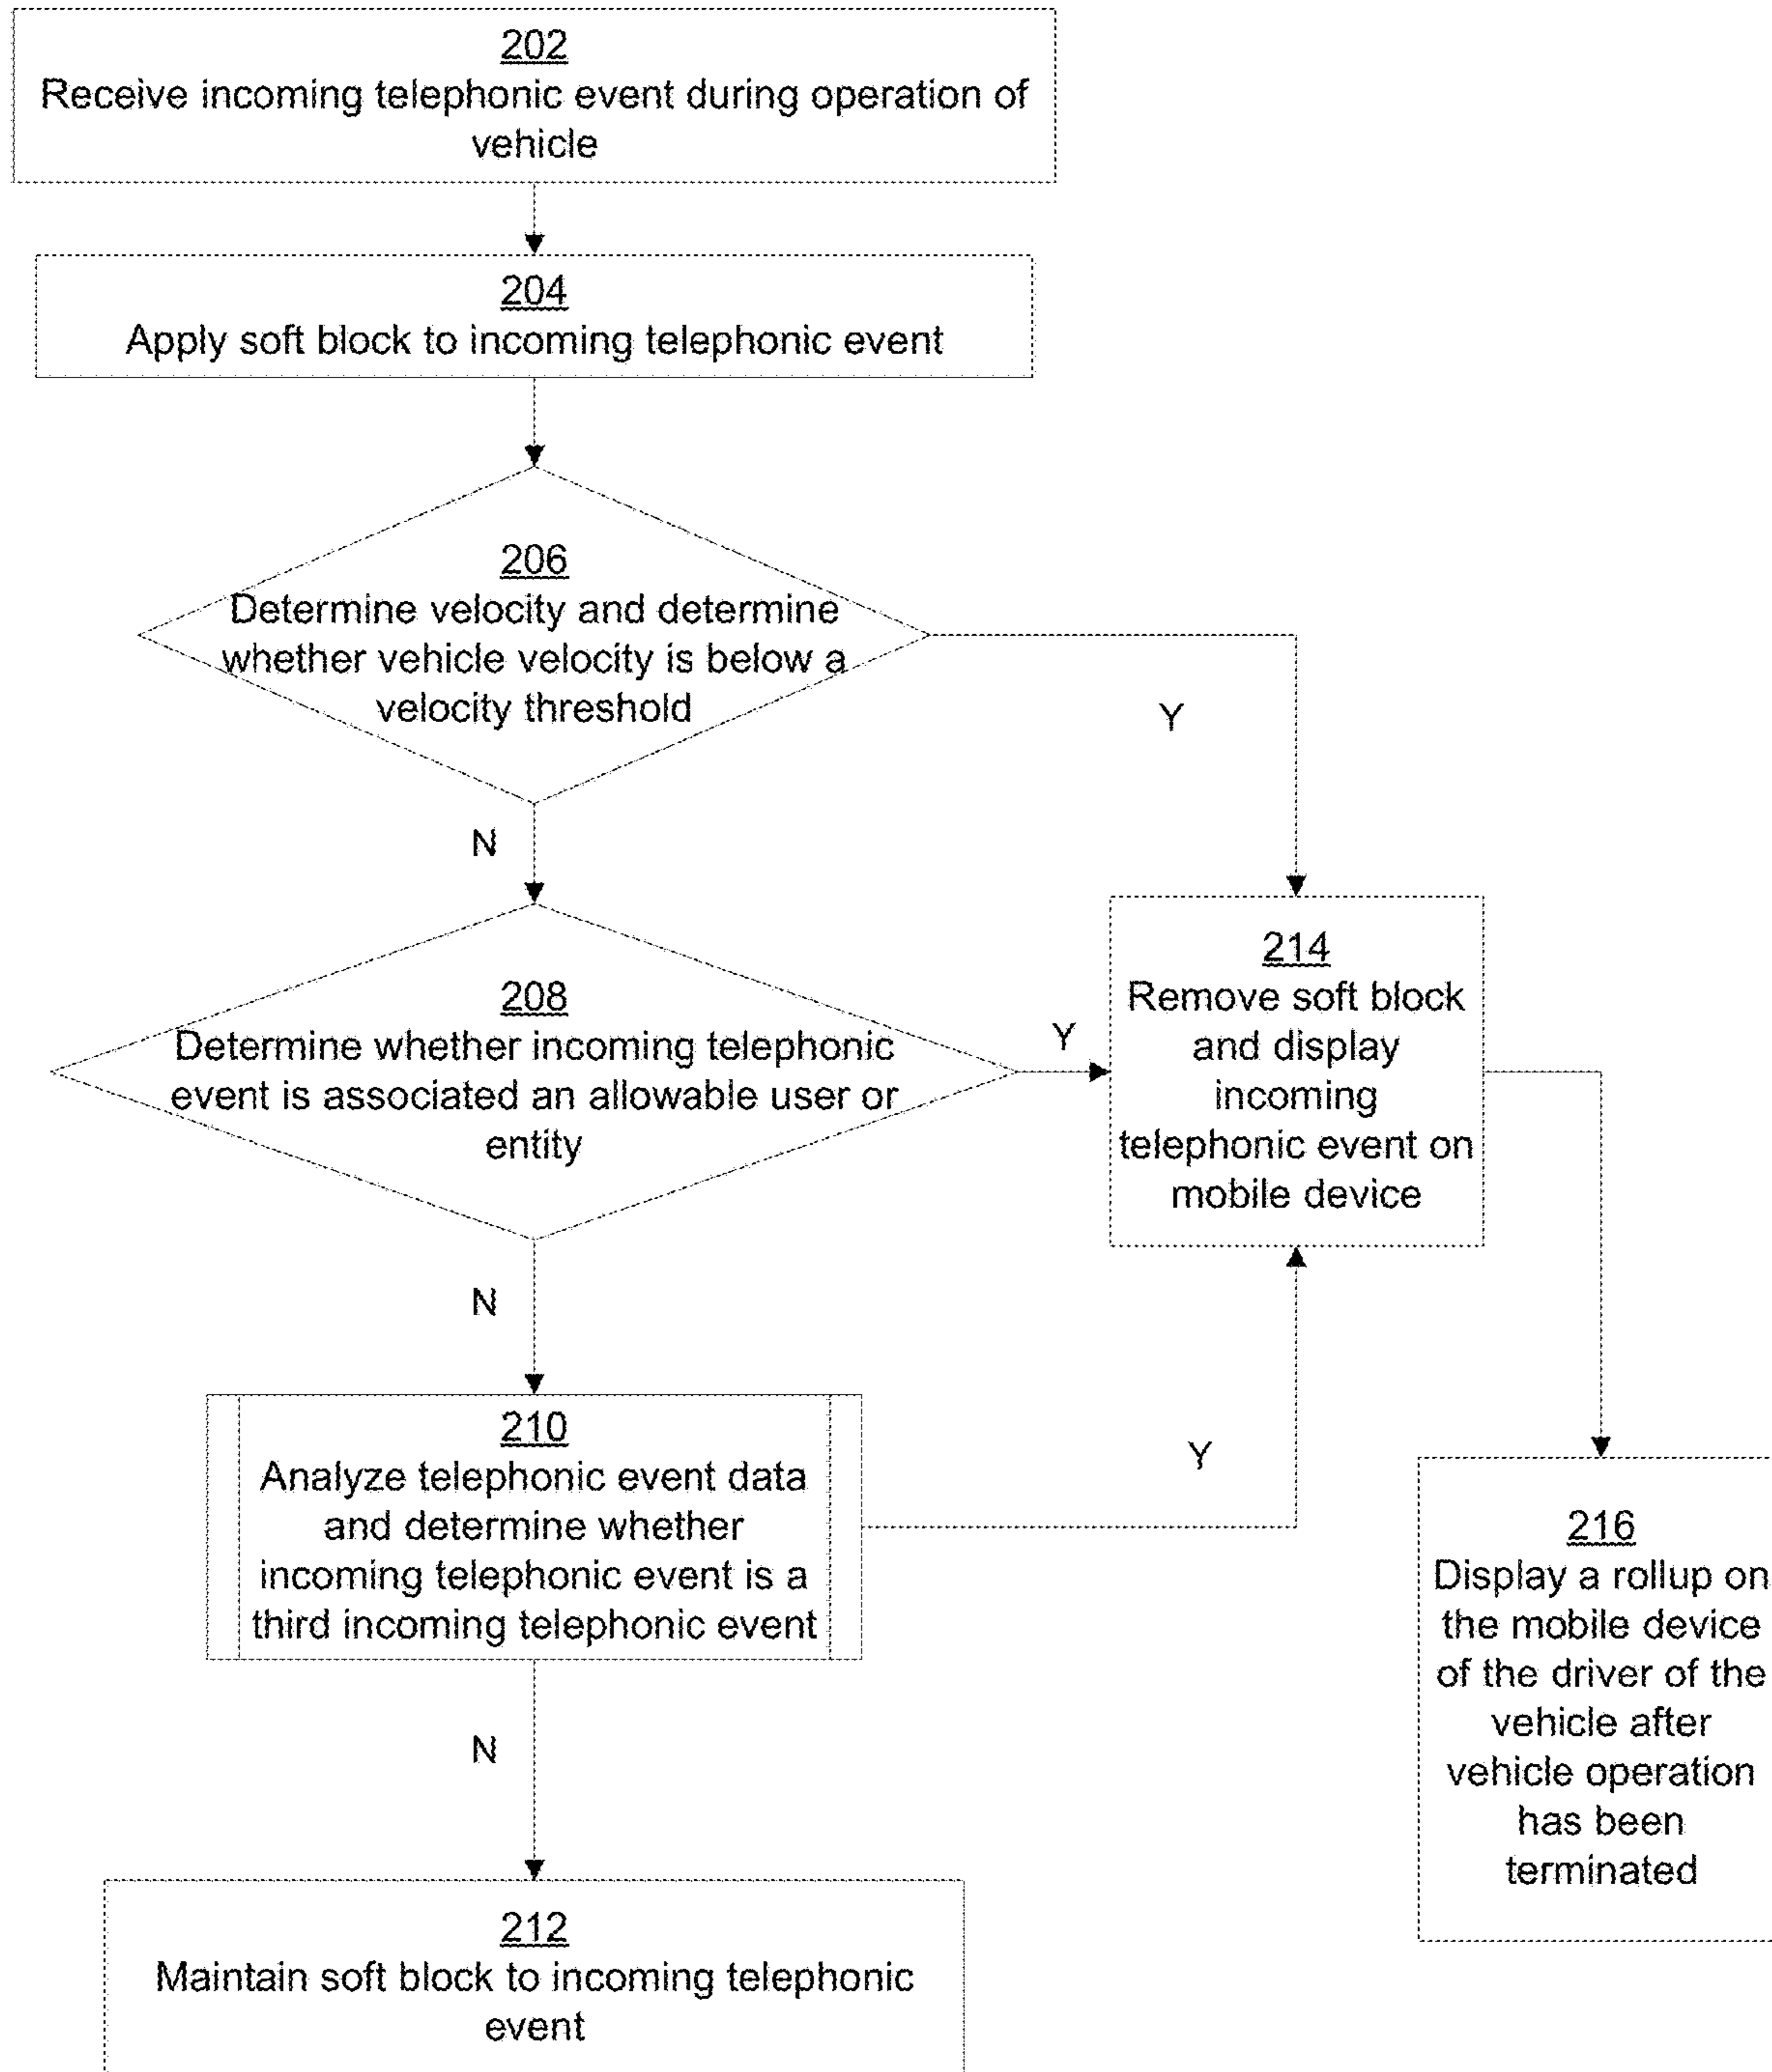 202
Receive incoming telephonic event during operation of
vehicle
204
Apply soft block to incoming telephonic event
206
Determine velocity and determine
whether vehicle velocity is below a
velocity threshold
Y
N
208
Determine whether incoming telephonic
event is associated an allowable user or
entity
Y
214
Remove soft block
and display
incoming
telephonic event on
mobile device
N
210
Analyze telephonic event data
and determine whether
incoming telephonic event is a
third incoming telephonic event
Y
216
Display a rollup on
the mobile device
of the driver of the
vehicle after
vehicle operation
has been
terminated
N
212
Maintain soft block to incoming telephonic
event